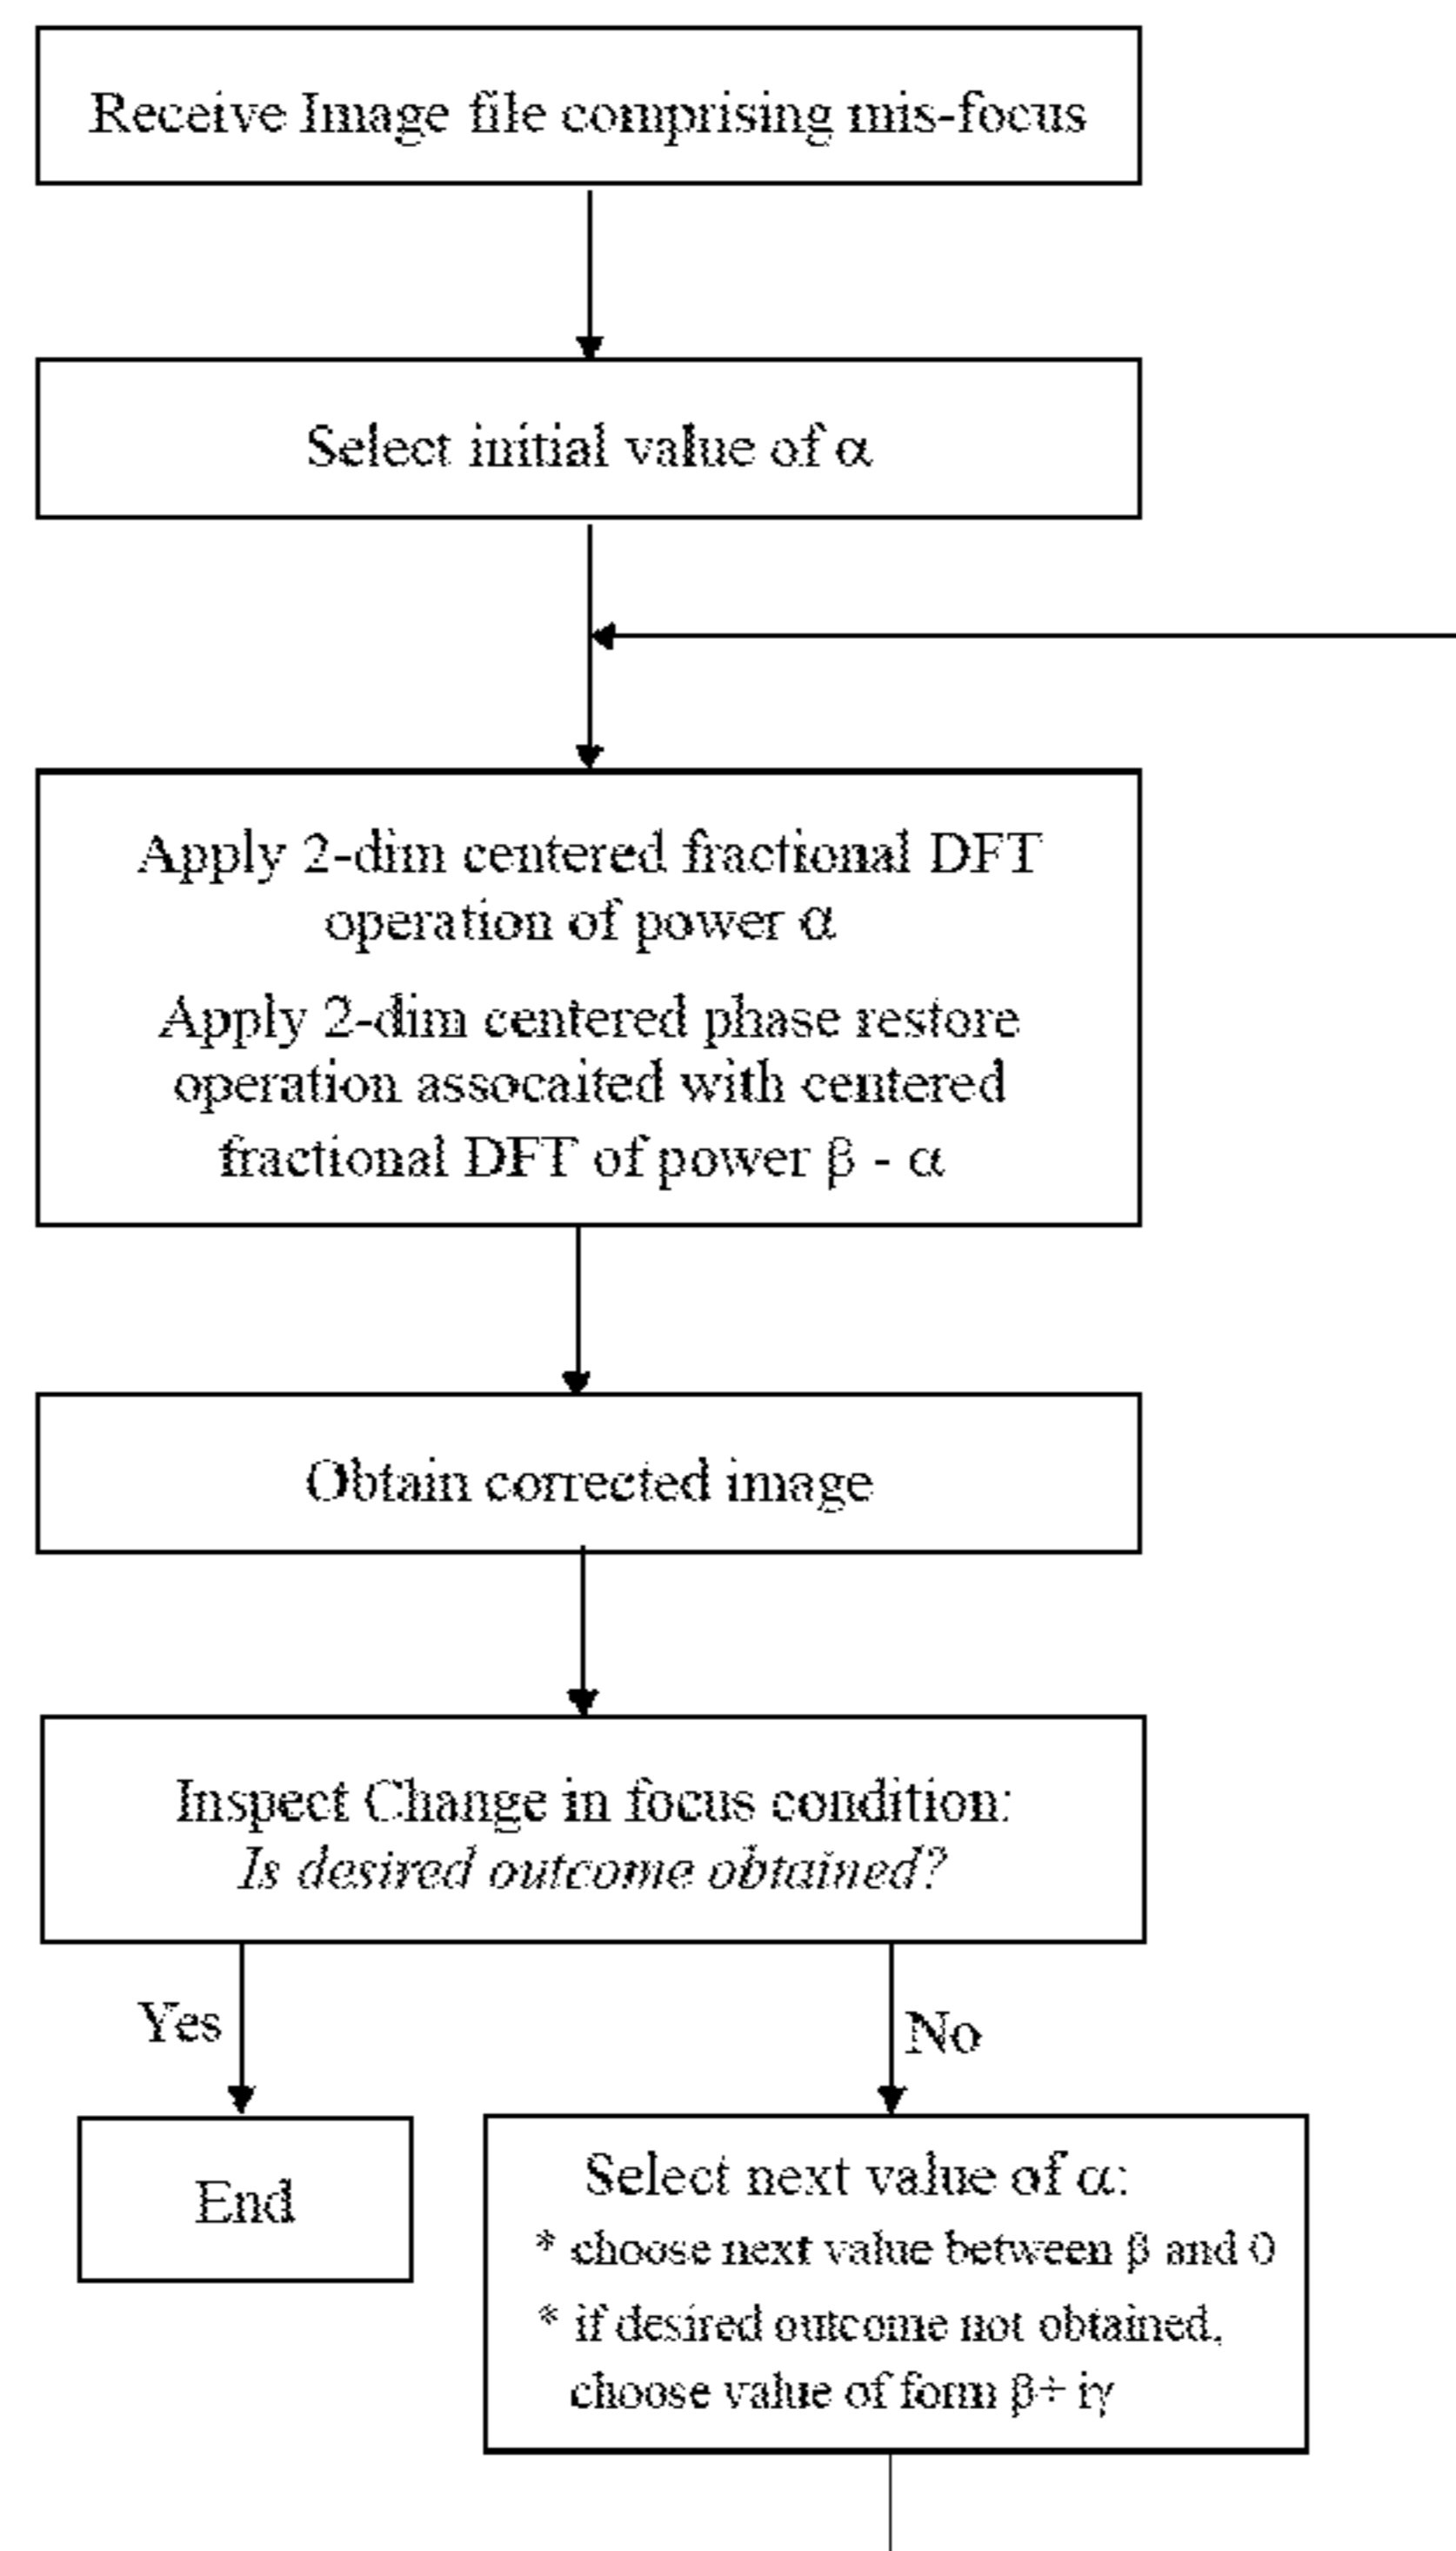 Receive Image file comprising mis-focus
Select initial value of α
Apply 2-dim centered fractional DFT
operation of power α
Apply 2-dim centered phase restore
operation assocaited with centered
fractional DFT of power β - α
Obtain corrected image
Inspect Change in focus condition:
Is desired outcome obtained?
Yes
No
End
Select next value of α:
* choose next value between β and 0
* if desired outcome not obtained,
choose value of form β+ iγ